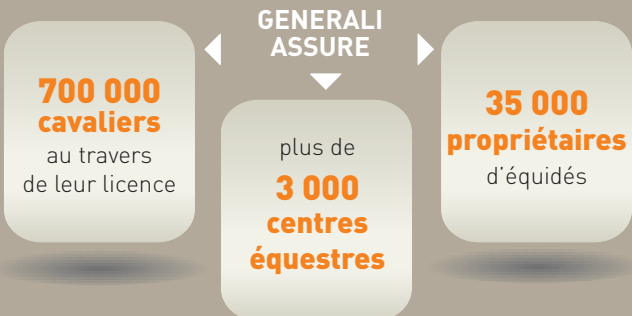 GENERALI
ASSURE
700 000
cavaliers
au travers
de leur licence
plus de
3 000
centres
équestres
35 000
propriétaires
d'équidés